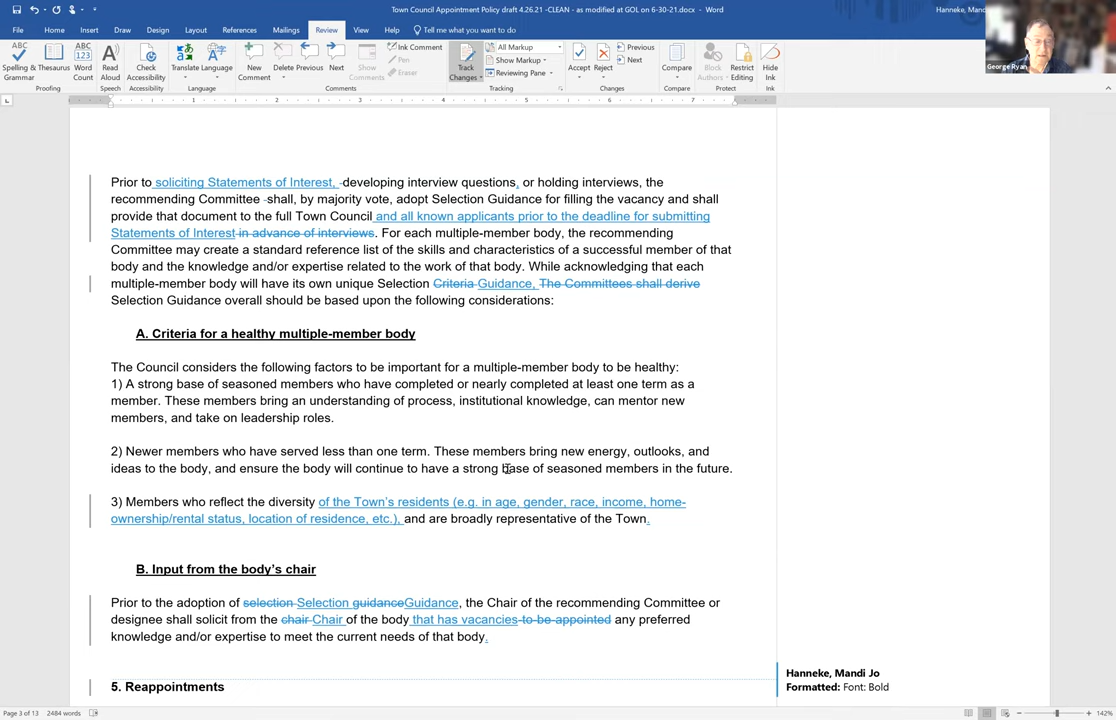 Town Council Appointment Policy draft 4.26.21 -CLEAN - as modified at GOL on 6-30-21.docx - Word
Hanneke, Mandi
George Ryan
File Home Insert Draw Design Layout References Mailings Review View Help Tell me what you want to do
Spelling & Grammar Thesaurus Word Count Read Aloud Check Accessibility Translate Language New Comment Delete Previous Next Show Comments Ink Comment Pen Eraser Track Changes All Markup Show Markup Reviewing Pane Accept Reject Previous Next Compare Block Authors Restrict Editing Hide Ink
Proofing Speech Accessibility Language Comments Tracking Changes Compare Protect Ink
1 2 3 4 5 6 7
Prior to soliciting Statements of Interest, -developing interview questions, or holding interviews, the
recommending Committee -shall, by majority vote, adopt Selection Guidance for filling the vacancy and shall
provide that document to the full Town Council and all known applicants prior to the deadline for submitting
Statements of Interest in advance of interviews. For each multiple-member body, the recommending
Committee may create a standard reference list of the skills and characteristics of a successful member of that
body and the knowledge and/or expertise related to the work of that body. While acknowledging that each
multiple-member body will have its own unique Selection Criteria Guidance, The Committees shall derive
Selection Guidance overall should be based upon the following considerations:
A. Criteria for a healthy multiple-member body
The Council considers the following factors to be important for a multiple-member body to be healthy:
1) A strong base of seasoned members who have completed or nearly completed at least one term as a
member. These members bring an understanding of process, institutional knowledge, can mentor new
members, and take on leadership roles.
2) Newer members who have served less than one term. These members bring new energy, outlooks, and
ideas to the body, and ensure the body will continue to have a strong base of seasoned members in the future.
3) Members who reflect the diversity of the Town's residents (e.g. in age, gender, race, income, home-
ownership/rental status, location of residence, etc.), and are broadly representative of the Town.
B. Input from the body's chair
Prior to the adoption of selection Selection guidanceGuidance, the Chair of the recommending Committee or
designee shall solicit from the chair Chair of the body that has vacancies to be appointed any preferred
knowledge and/or expertise to meet the current needs of that body.
5. Reappointments
Hanneke, Mandi Jo
Formatted: Font: Bold
Page 3 of 13 2484 words 142%